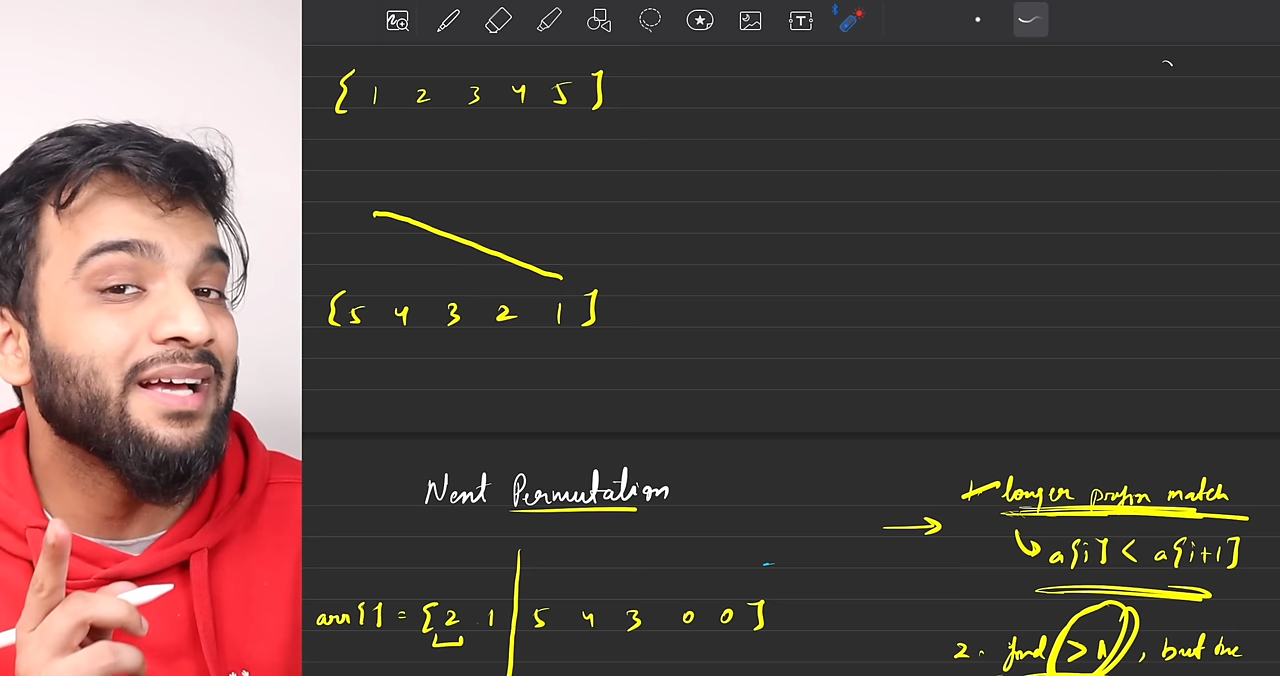 { 1 2 3 4 5 }
{ 5 4 3 2 1 }
Next Permutation
longer prefix match
a[i] < a[i+1]
arr[] = { 2 1 | 5 4 3 0 0 }
2. find > 1, but the